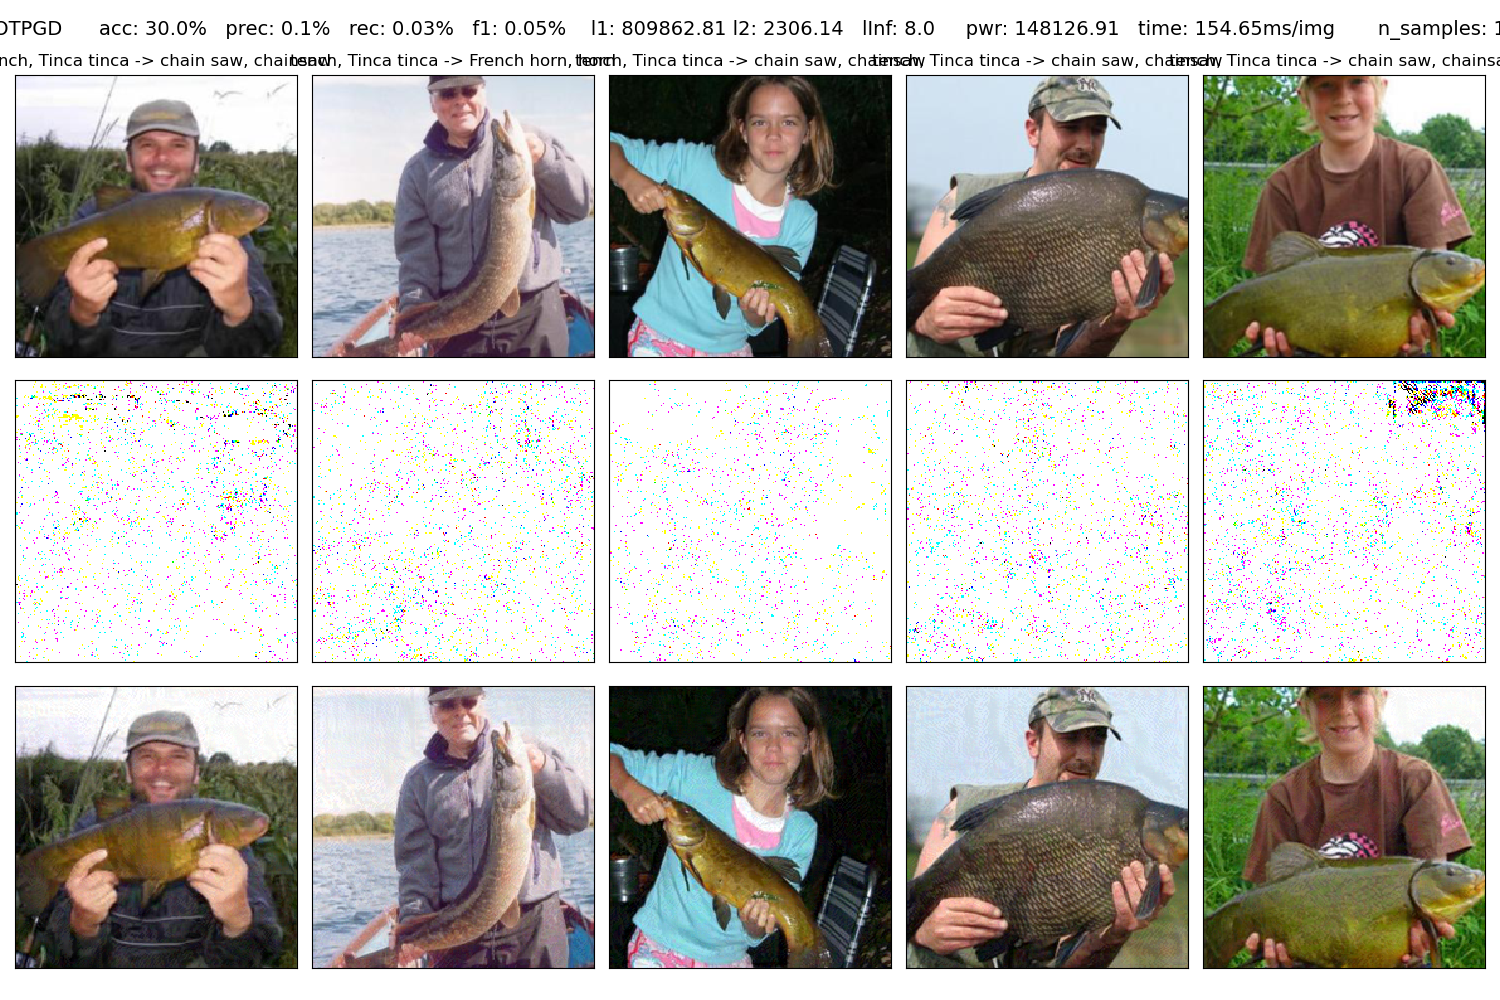 OTPGD acc: 30.0% prec: 0.1% rec: 0.03% f1: 0.05% l1: 809862.81 l2: 2306.14 lInf: 8.0 pwr: 148126.91 time: 154.65ms/img n_samples: 1
nch, Tinca tinca -> chain saw, chainsaw tench, Tinca tinca -> French horn, horn tench, Tinca tinca -> chain saw, chainsaw tench, Tinca tinca -> chain saw, chainsaw tench, Tinca tinca -> chain saw, chainsa